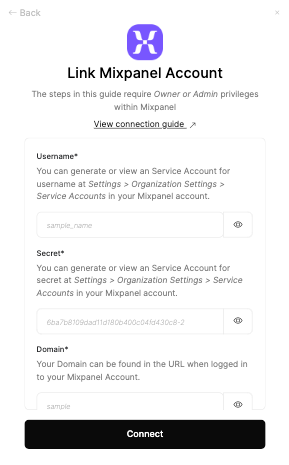 ← Back
×
Link Mixpanel Account
The steps in this guide require Owner or Admin privileges
within Mixpanel
View connection guide ↗
Username*
You can generate or view an Service Account for
username at Settings > Organization Settings >
Service Accounts in your Mixpanel account.
sample_name
Secret*
You can generate or view an Service Account for
secret at Settings > Organization Settings > Service
Accounts in your Mixpanel account.
6ba7b8109dad11d180b400c04fd430c8-2
Domain*
Your Domain can be found in the URL when logged in
to your Mixpanel Account.
sample
Connect